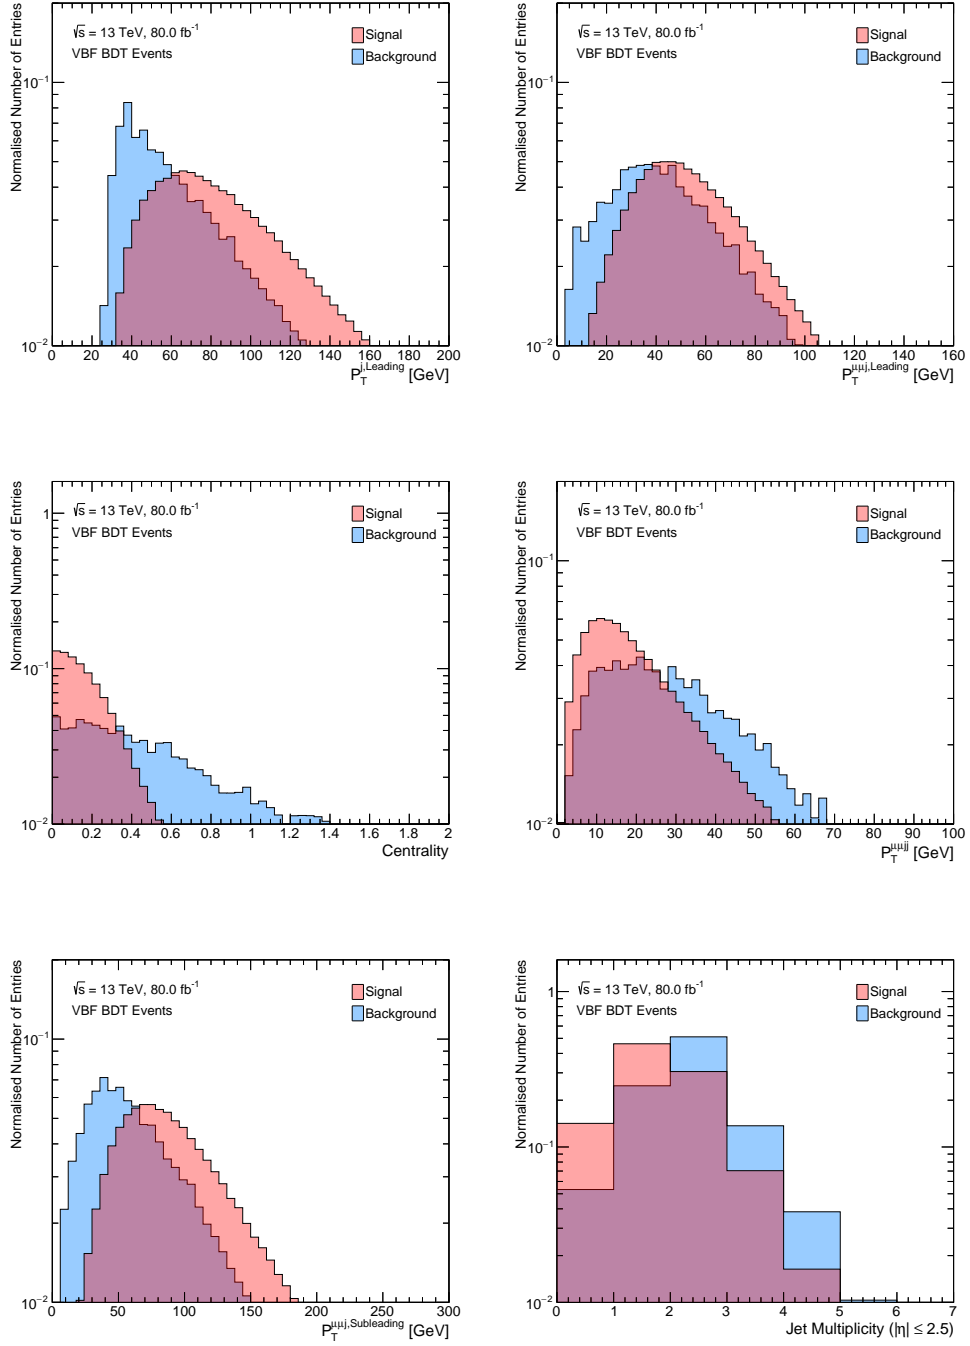 Normalised Number of Entries
√s = 13 TeV, 80.0 fb⁻¹
VBF BDT Events
Signal
Background
10⁻¹
10⁻²
0 20 40 60 80 100 120 140 160 180 200
P_T^{j,Leading} [GeV]
Normalised Number of Entries
√s = 13 TeV, 80.0 fb⁻¹
VBF BDT Events
Signal
Background
10⁻¹
10⁻²
0 20 40 60 80 100 120 140 160
P_T^{μμj,Leading} [GeV]
Normalised Number of Entries
√s = 13 TeV, 80.0 fb⁻¹
VBF BDT Events
Signal
Background
1
10⁻¹
10⁻²
0 0.2 0.4 0.6 0.8 1 1.2 1.4 1.6 1.8 2
Centrality
Normalised Number of Entries
√s = 13 TeV, 80.0 fb⁻¹
VBF BDT Events
Signal
Background
10⁻¹
10⁻²
0 10 20 30 40 50 60 70 80 90 100
P_T^{μμjj} [GeV]
Normalised Number of Entries
√s = 13 TeV, 80.0 fb⁻¹
VBF BDT Events
Signal
Background
10⁻¹
10⁻²
0 50 100 150 200 250 300
P_T^{μμj,Subleading} [GeV]
Normalised Number of Entries
√s = 13 TeV, 80.0 fb⁻¹
VBF BDT Events
Signal
Background
1
10⁻¹
10⁻²
0 1 2 3 4 5 6 7
Jet Multiplicity (|η| ≤ 2.5)